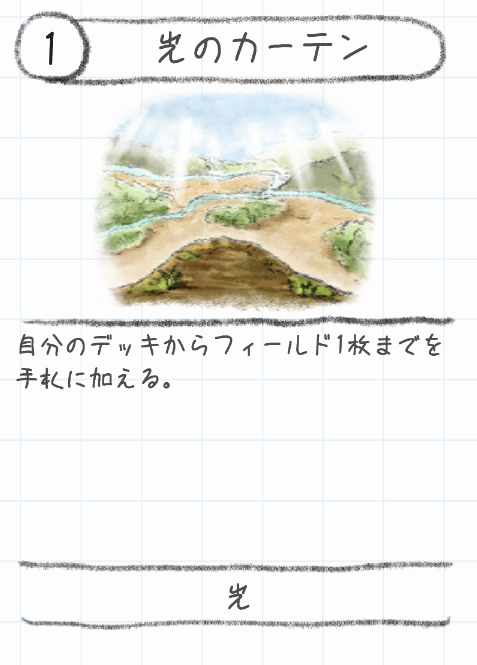 1
光のカーテン
自分のデッキからフィールド1枚までを
手札に加える。
光